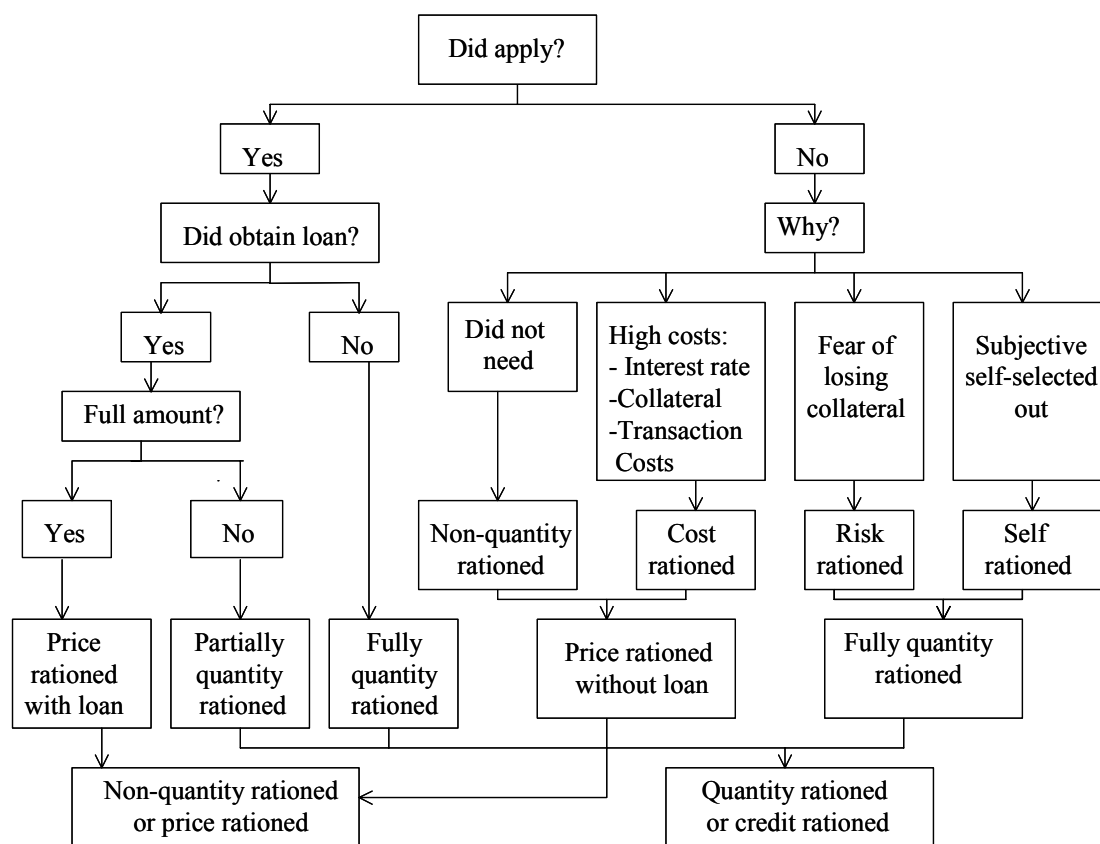 Did apply?
Yes
No
Did obtain loan?
Why?
Yes
No
Did not
need
High costs:
- Interest rate
-Collateral
-Transaction
Costs
Fear of
losing
collateral
Subjective
self-selected
out
Full amount?
Yes
No
Non-quantity
rationed
Cost
rationed
Risk
rationed
Self
rationed
Price
rationed
with loan
Partially
quantity
rationed
Fully
quantity
rationed
Price rationed
without loan
Fully quantity
rationed
Non-quantity rationed
or price rationed
Quantity rationed
or credit rationed